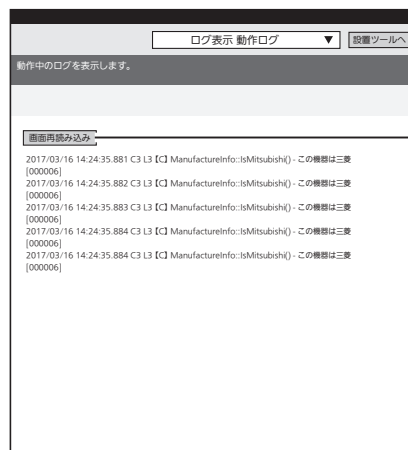 ログ表示 動作ログ ▼ 設置ツールへ
動作中のログを表示します。
画面再読み込み
2017/03/16 14:24:35.881 C3 L3【C】ManufactureInfo::IsMitsubishi() - この機器は三菱
[000006]
2017/03/16 14:24:35.882 C3 L3【C】ManufactureInfo::IsMitsubishi() - この機器は三菱
[000006]
2017/03/16 14:24:35.883 C3 L3【C】ManufactureInfo::IsMitsubishi() - この機器は三菱
[000006]
2017/03/16 14:24:35.884 C3 L3【C】ManufactureInfo::IsMitsubishi() - この機器は三菱
[000006]
2017/03/16 14:24:35.884 C3 L3【C】ManufactureInfo::IsMitsubishi() - この機器は三菱
[000006]